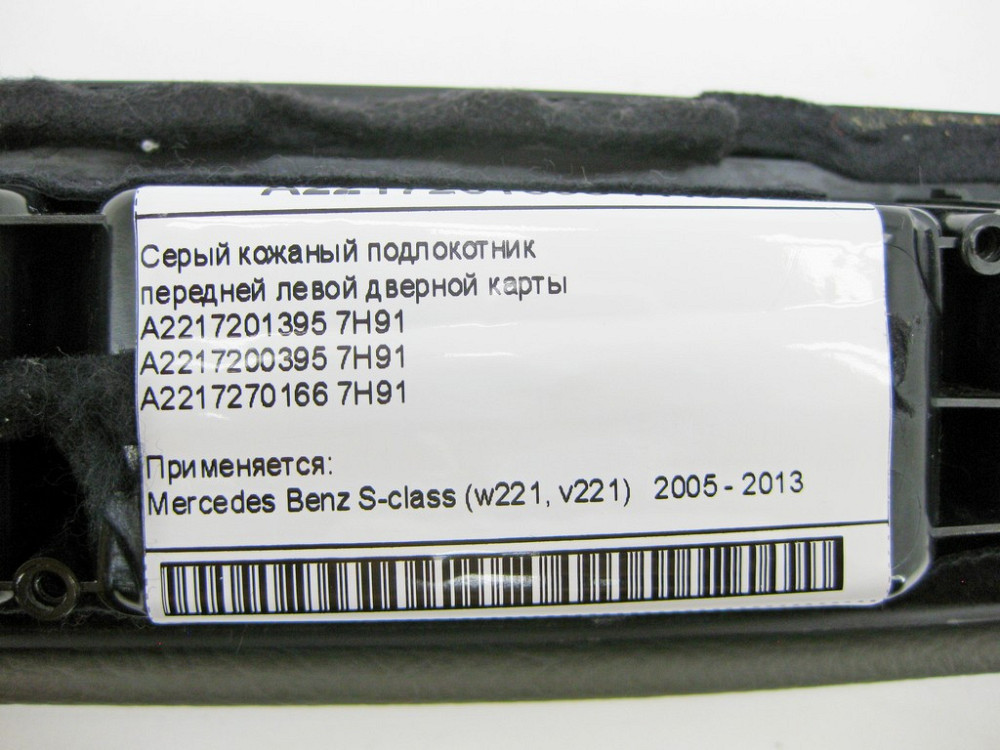 Серый кожаный подлокотник
передней левой дверной карты
A2217201395 7H91
A2217200395 7H91
A2217270166 7H91
Применяется:
Mercedes Benz S-class (w221, v221) 2005 - 2013